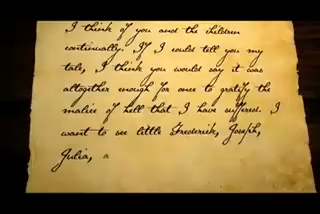 I think of you and the children
continually. If I could tell you my
tale, I think you would say it was
altogether enough for once to gratify the
malice of hell that I have suffered. I
want to see little Frederick, Joseph,
Julia, a